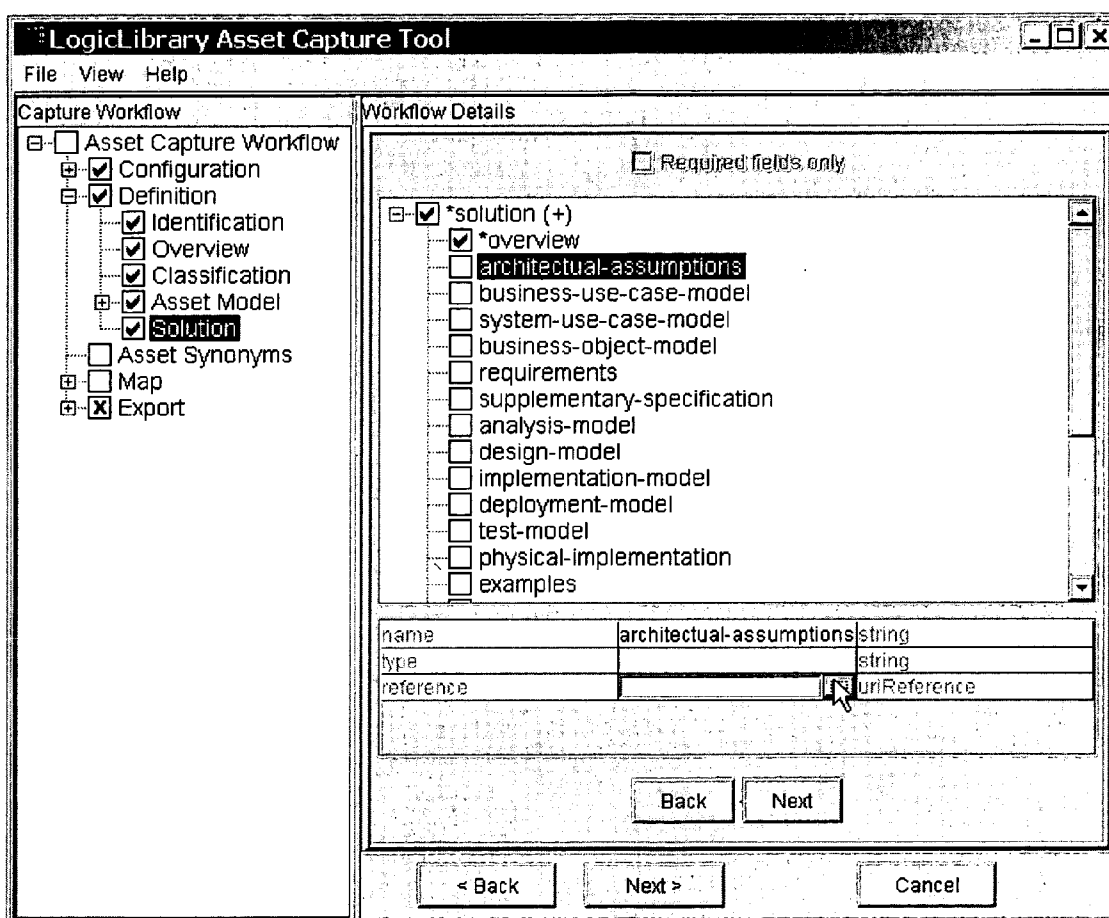 LogicLibrary Asset Capture Tool
File View Help
Capture Workflow
Asset Capture Workflow
Configuration
Definition
Identification
Overview
Classification
Asset Model
Solution
Asset Synonyms
Map
Export
Workflow Details
Required fields only
*solution (+)
*overview
architectual-assumptions
business-use-case-model
system-use-case-model
business-object-model
requirements
supplementary-specification
analysis-model
design-model
implementation-model
deployment-model
test-model
physical-implementation
examples
name architectual-assumptions string
type string
reference uriReference
Back Next
< Back Next > Cancel